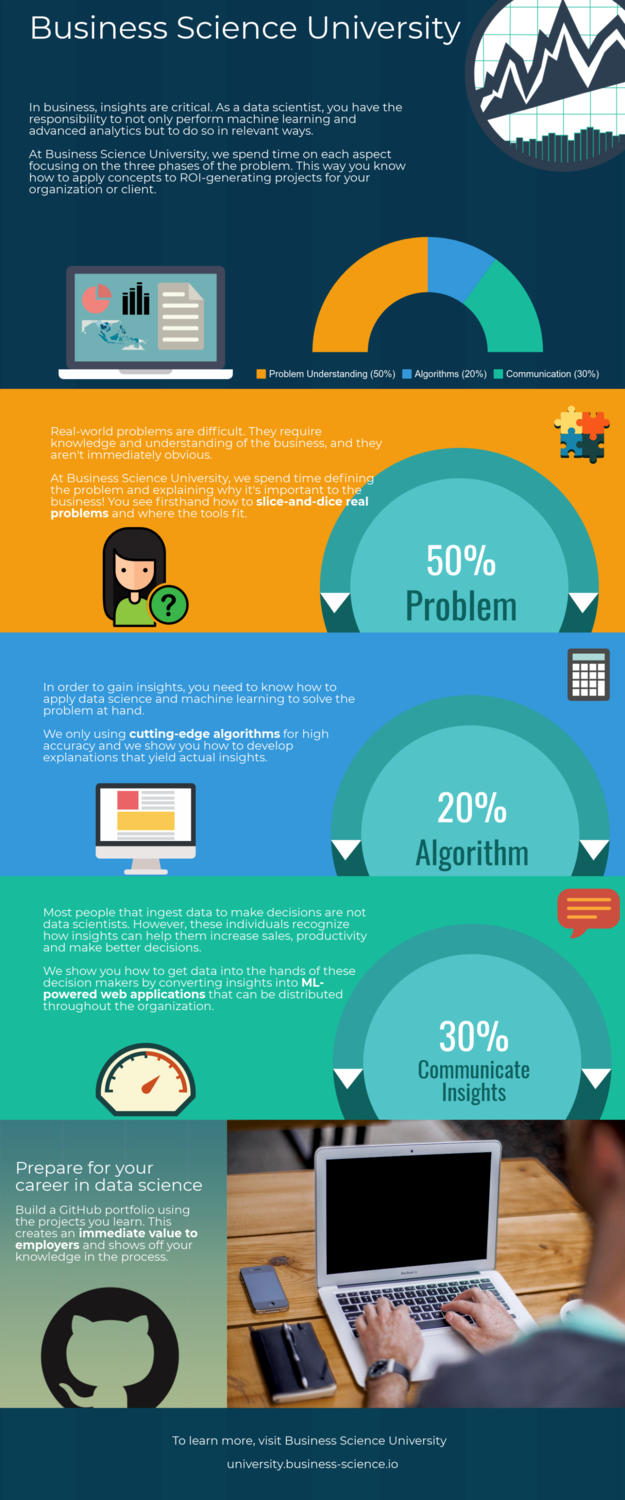 Business Science University
In business, insights are critical. As a data scientist, you have the
responsibility to not only perform machine learning and
advanced analytics but to do so in relevant ways.
At Business Science University, we spend time on each aspect
focusing on the three phases of the problem. This way you know
how to apply concepts to ROI-generating projects for your
organization or client.
Problem Understanding (50%) Algorithms (20%) Communication (30%)
Real-world problems are difficult. They require
knowledge and understanding of the business, and they
aren't immediately obvious.
At Business Science University, we spend time defining
the problem and explaining why it's important to the
business! You see firsthand how to slice-and-dice real
problems and where the tools fit.
?
50%
Problem
In order to gain insights, you need to know how to
apply data science and machine learning to solve the
problem at hand.
We only using cutting-edge algorithms for high
accuracy and we show you how to develop
explanations that yield actual insights.
20%
Algorithm
Most people that ingest data to make decisions are not
data scientists. However, these individuals recognize
how insights can help them increase sales, productivity
and make better decisions.
We show you how to get data into the hands of these
decision makers by converting insights into ML-
powered web applications that can be distributed
throughout the organization.
30%
Communicate
Insights
Prepare for your
career in data science
Build a GitHub portfolio using
the projects you learn. This
creates an immediate value to
employers and shows off your
knowledge in the process.
To learn more, visit Business Science University
university.business-science.io